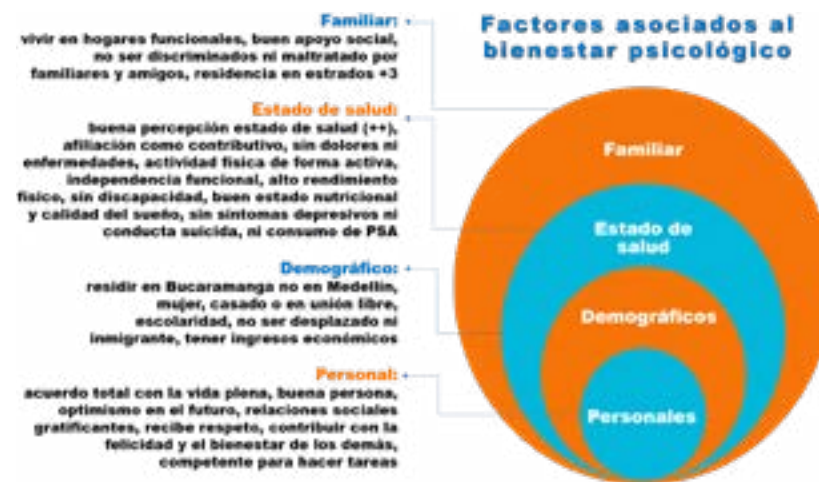 Factores asociados al
bienestar psicológico
Familiar:
vivir en hogares funcionales, buen apoyo social,
no ser discriminados ni maltratado por
familiares y amigos, residencia en estrados +3
Estado de salud:
buena percepción estado de salud (++),
afiliación como contributivo, sin dolores ni
enfermedades, actividad física de forma activa,
independencia funcional, alto rendimiento
físico, sin discapacidad, buen estado nutricional
y calidad del sueño, sin síntomas depresivos ni
conducta suicida, ni consumo de PSA
Demográfico:
residir en Bucaramanga no en Medellín,
mujer, casado o en unión libre,
escolaridad, no ser desplazado ni
inmigrante, tener ingresos económicos
Personal:
acuerdo total con la vida plena, buena persona,
optimismo en el futuro, relaciones sociales
gratificantes, recibe respeto, contribuir con la
felicidad y el bienestar de los demás,
competente para hacer tareas
Familiar
Estado de
salud
Demográficos
Personales